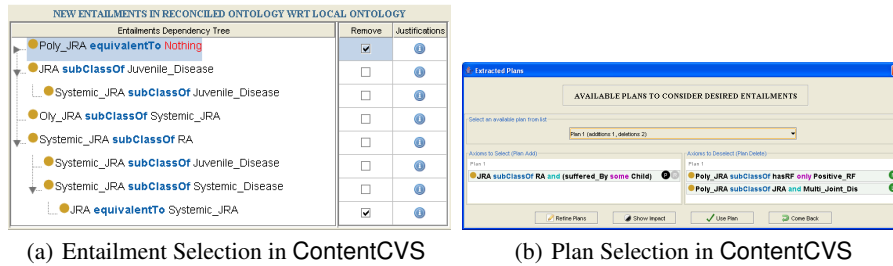 NEW ENTAILMENTS IN RECONCILED ONTOLOGY WRT LOCAL ONTOLOGY
Entailments Dependency Tree Remove Justifications
Poly_JRA equivalentTo Nothing
JRA subClassOf Juvenile_Disease
Systemic_JRA subClassOf Juvenile_Disease
Oly_JRA subClassOf Systemic_JRA
Systemic_JRA subClassOf RA
Systemic_JRA subClassOf Juvenile_Disease
Systemic_JRA subClassOf Systemic_Disease
JRA equivalentTo Systemic_JRA
(a) Entailment Selection in ContentCVS
Extracted Plans
AVAILABLE PLANS TO CONSIDER DESIRED ENTAILMENTS
Select an available plan from list
Plan 1 (additions 1, deletions 2)
Axioms to Select (Plan Add)
Plan 1
JRA subClassOf RA and (suffered_By some Child) P
Axioms to Deselect (Plan Delete)
Plan 1
Poly_JRA subClassOf hasRF only Positive_RF
Poly_JRA subClassOf JRA and Multi_Joint_Dis
Refine Plans Show Impact Use Plan Come Back
(b) Plan Selection in ContentCVS